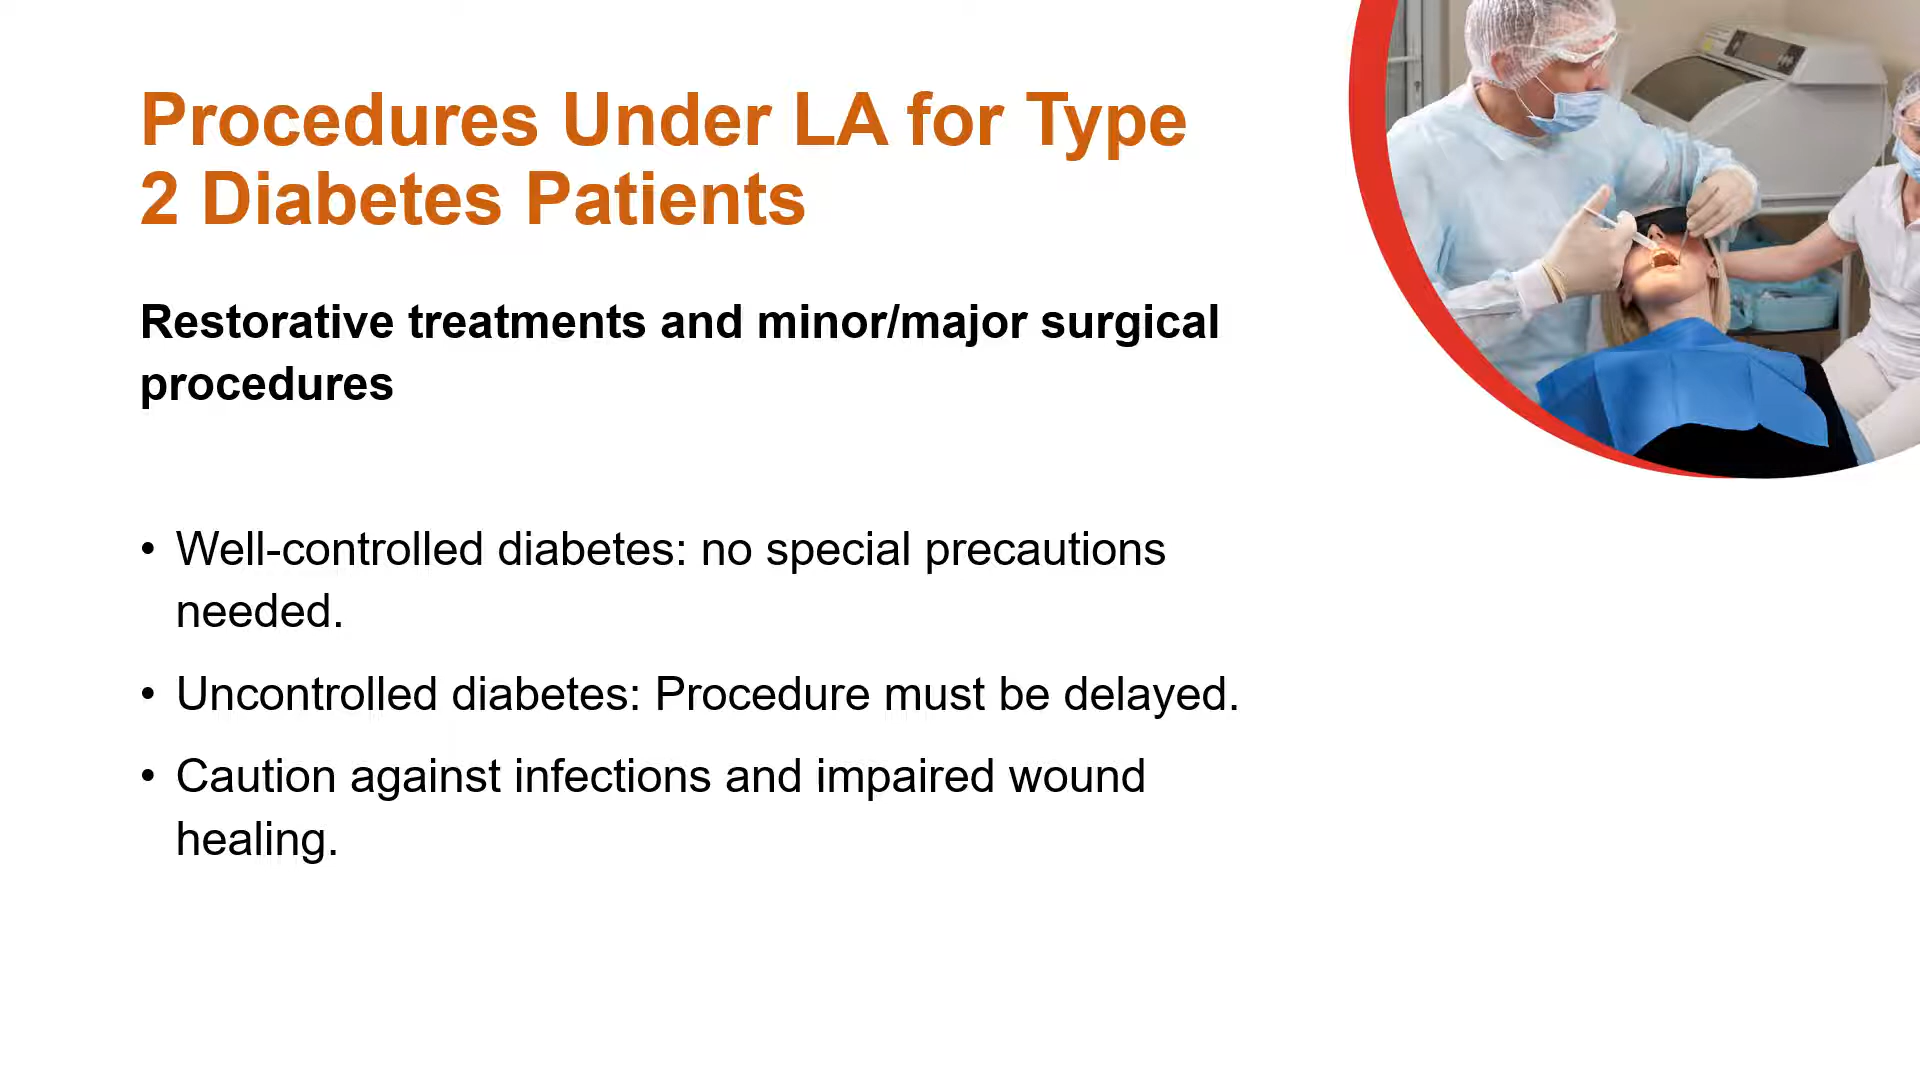 Procedures Under LA for Type
2 Diabetes Patients
Restorative treatments and minor/major surgical
procedures
• Well-controlled diabetes: no special precautions
needed.
• Uncontrolled diabetes: Procedure must be delayed.
• Caution against infections and impaired wound
healing.